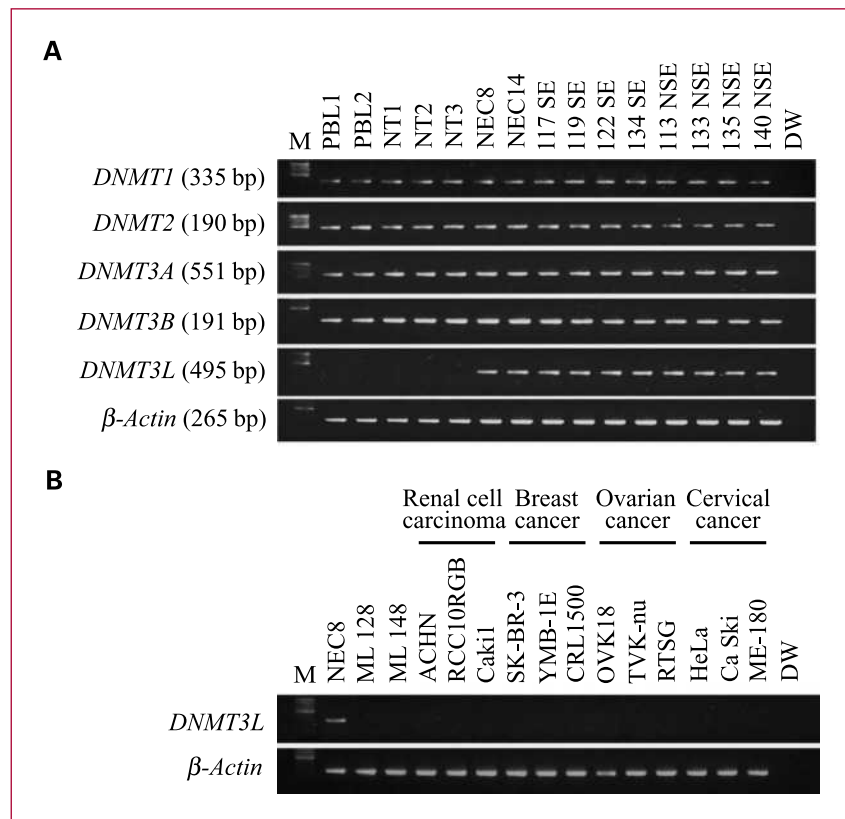 A
M PBL1 PBL2 NT1 NT2 NT3 NEC8 NEC14 117 SE 119 SE 122 SE 134 SE 113 NSE 133 NSE 135 NSE 140 NSE DW
DNMT1 (335 bp)
DNMT2 (190 bp)
DNMT3A (551 bp)
DNMT3B (191 bp)
DNMT3L (495 bp)
β-Actin (265 bp)
B
Renal cell carcinoma
Breast cancer
Ovarian cancer
Cervical cancer
M NEC8 ML 128 ML 148 ACHN RCC10RGB Caki1 SK-BR-3 YMB-1E CRL1500 OVK18 TVK-nu RTSG HeLa Ca Ski ME-180 DW
DNMT3L
β-Actin